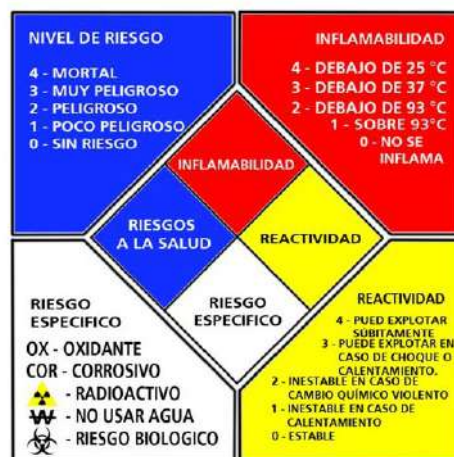 NIVEL DE RIESGO
4 - MORTAL
3 - MUY PELIGROSO
2 - PELIGROSO
1 - POCO PELIGROSO
0 - SIN RIESGO
INFLAMABILIDAD
4 - DEBAJO DE 25 °C
3 - DEBAJO DE 37 °C
2 - DEBAJO DE 93 °C
1 - SOBRE 93°C
0 - NO SE
INFLAMA
INFLAMABILIDAD
RIESGOS
A LA SALUD
REACTIVIDAD
RIESGO
ESPECIFICO
RIESGO
ESPECIFICO
OX - OXIDANTE
COR - CORROSIVO
- RADIOACTIVO
W - NO USAR AGUA
- RIESGO BIOLOGICO
REACTIVIDAD
4 - PUED EXPLOTAR
SÚBITAMENTE
3 - PUEDE EXPLOTAR EN
CASO DE CHOQUE O
CALENTAMIENTO.
2 - INESTABLE EN CASO DE
CAMBIO QUÍMICO VIOLENTO
1 - INESTABLE EN CASO DE
CALENTAMIENTO
0 - ESTABLE